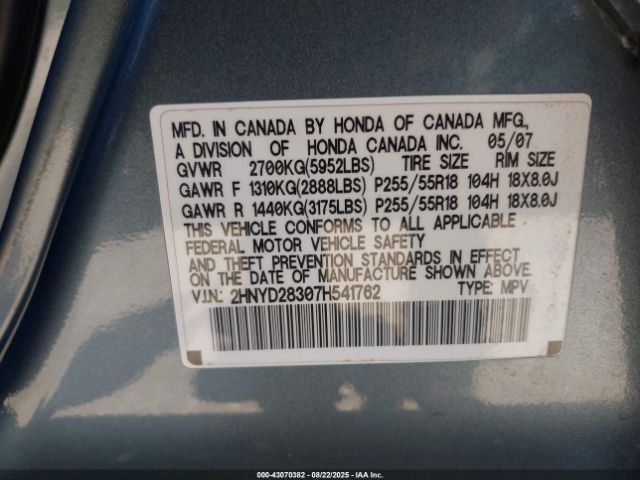 MFD. IN CANADA BY HONDA OF CANADA MFG.,
A DIVISION OF HONDA CANADA INC. 05/07
GVWR 2700KG(5952LBS) TIRE SIZE RIM SIZE
GAWR F 1310KG(2888LBS) P255/55R18 104H 18X8.0J
GAWR R 1440KG(3175LBS) P255/55R18 104H 18X8.0J
THIS VEHICLE CONFORMS TO ALL APPLICABLE
FEDERAL MOTOR VEHICLE SAFETY
AND THEFT PREVENTION STANDARDS IN EFFECT
ON THE DATE OF MANUFACTURE SHOWN ABOVE.
V.I.N.: 2HNYD28307H541762 TYPE: MPV
000-43070382 - 08/22/2025 - IAAI.COM